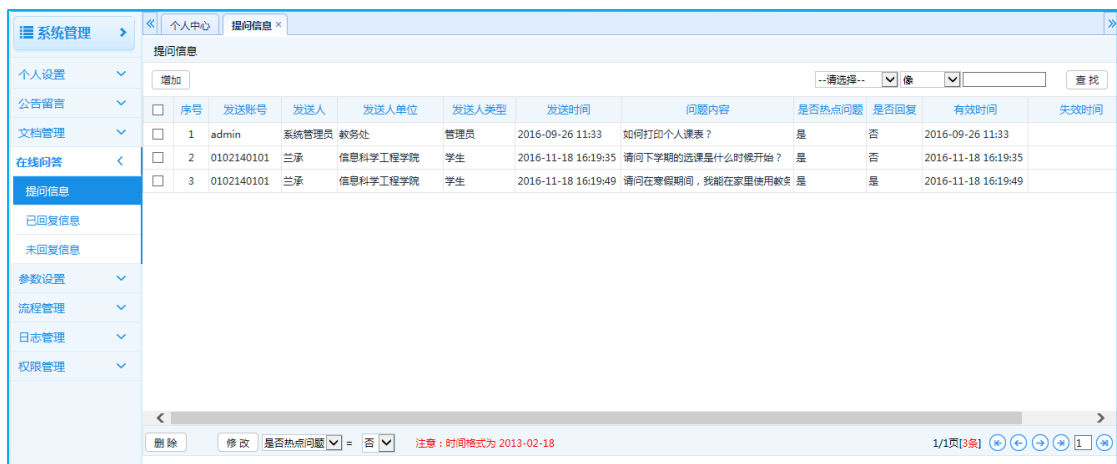 系统管理
个人中心 提问信息 ×
提问信息
个人设置
公告留言
文档管理
在线问答
提问信息
已回复信息
未回复信息
参数设置
流程管理
日志管理
权限管理
增加 --请选择-- 像 查 找
序号 发送账号 发送人 发送人单位 发送人类型 发送时间 问题内容 是否热点问题 是否回复 有效时间 失效时间
1 admin 系统管理员 教务处 管理员 2016-09-26 11:33 如何打印个人课表？ 是 否 2016-09-26 11:33
2 0102140101 兰承 信息科学工程学院 学生 2016-11-18 16:19:35 请问下学期的选课是什么时候开始？ 是 否 2016-11-18 16:19:35
3 0102140101 兰承 信息科学工程学院 学生 2016-11-18 16:19:49 请问在寒假期间，我能在家里使用教务 是 是 2016-11-18 16:19:49
删 除 修 改 是否热点问题 = 否 注意：时间格式为 2013-02-18 1/1页[3条] 1